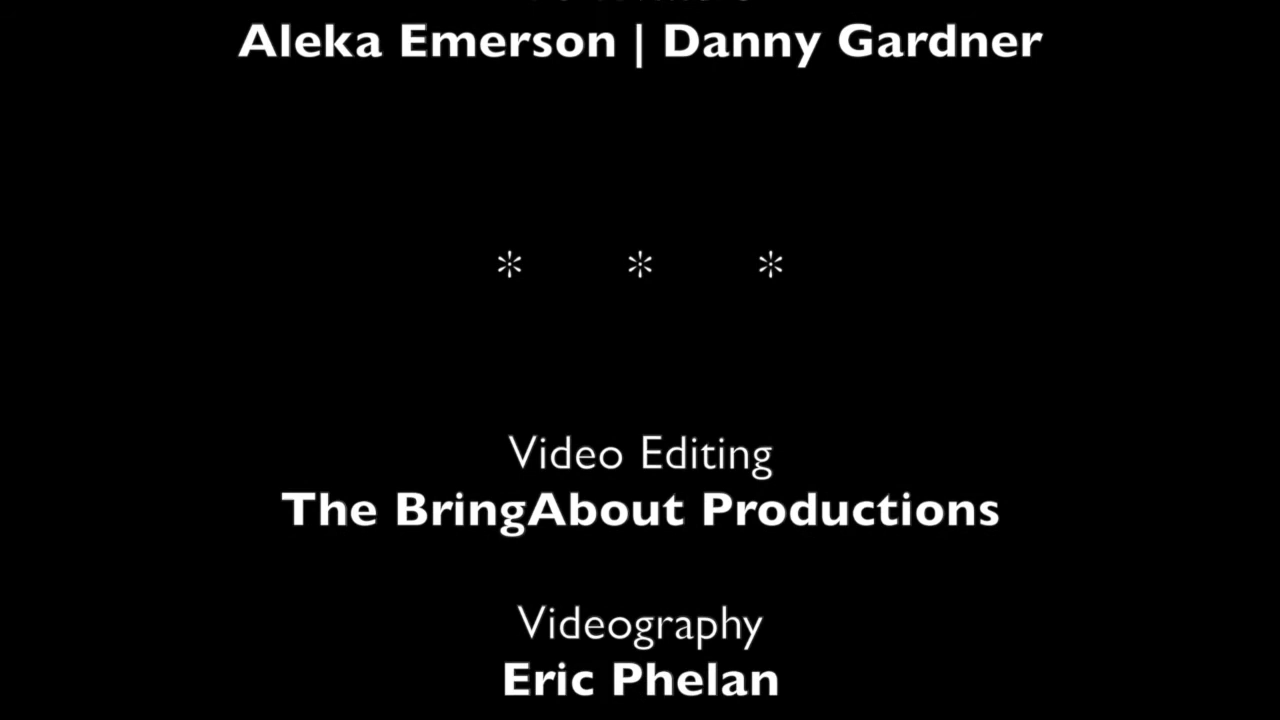 Aleka Emerson | Danny Gardner
* * *
Video Editing
The BringAbout Productions
Videography
Eric Phelan